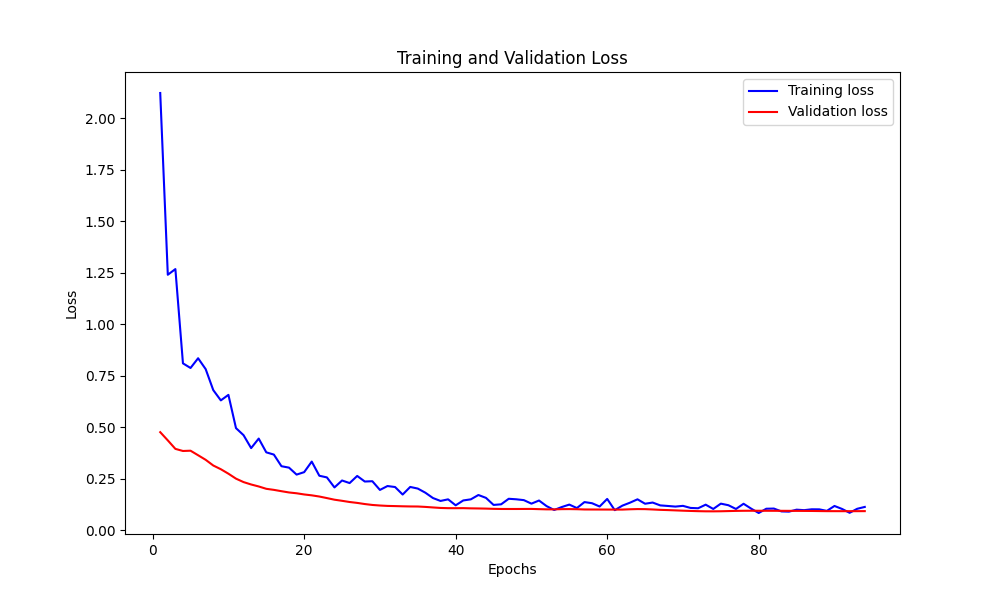 Training and Validation Loss
Training loss
Validation loss
2.00
1.75
1.50
1.25
1.00
0.75
0.50
0.25
0.00
Loss
0 20 40 60 80
Epochs